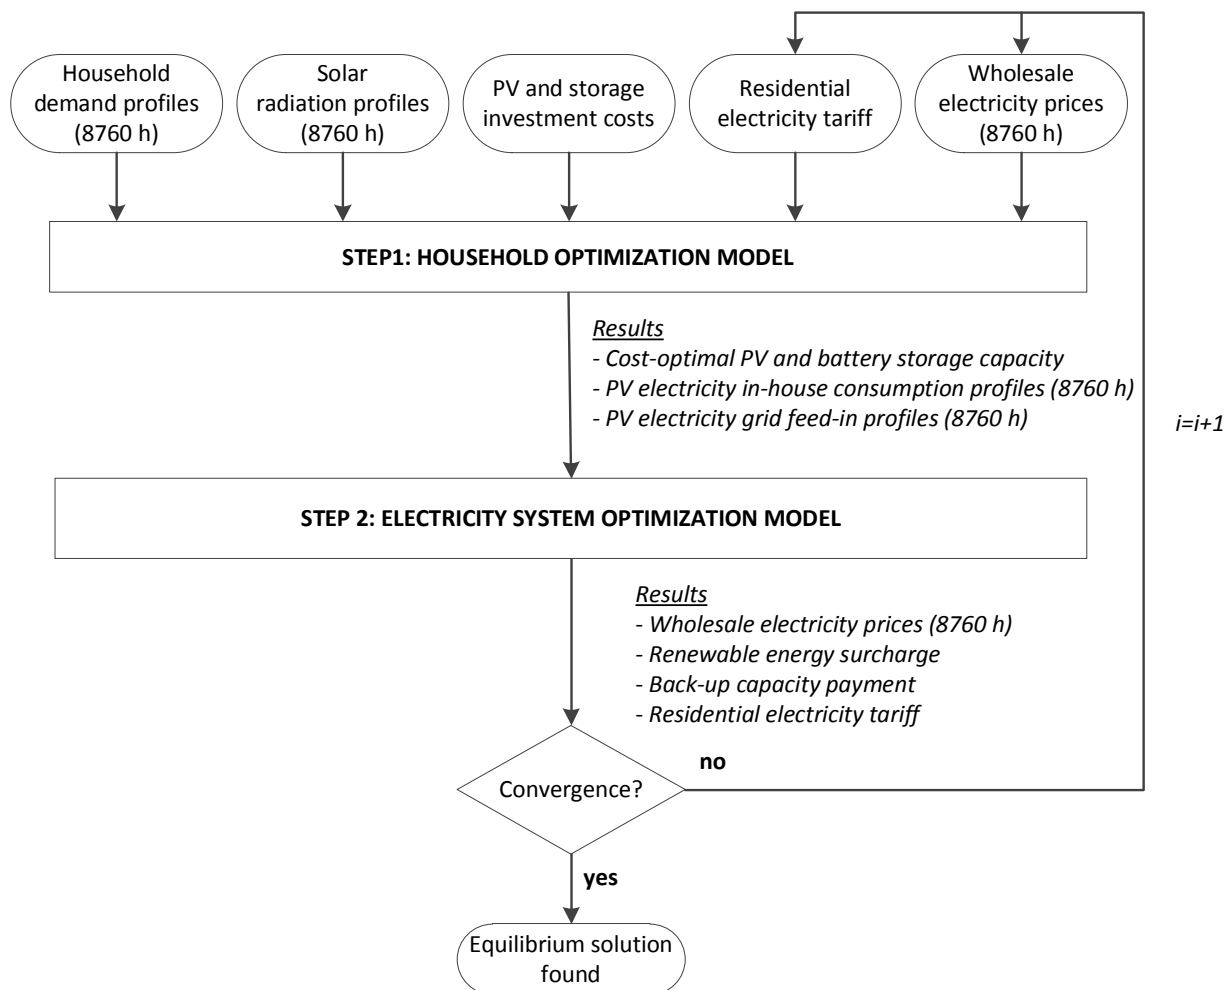 Household
demand profiles
(8760 h)
Solar
radiation profiles
(8760 h)
PV and storage
investment costs
Residential
electricity tariff
Wholesale
electricity prices
(8760 h)
STEP1: HOUSEHOLD OPTIMIZATION MODEL
Results
- Cost-optimal PV and battery storage capacity
- PV electricity in-house consumption profiles (8760 h)
- PV electricity grid feed-in profiles (8760 h)
i=i+1
STEP 2: ELECTRICITY SYSTEM OPTIMIZATION MODEL
Results
- Wholesale electricity prices (8760 h)
- Renewable energy surcharge
- Back-up capacity payment
- Residential electricity tariff
no
Convergence?
yes
Equilibrium solution
found